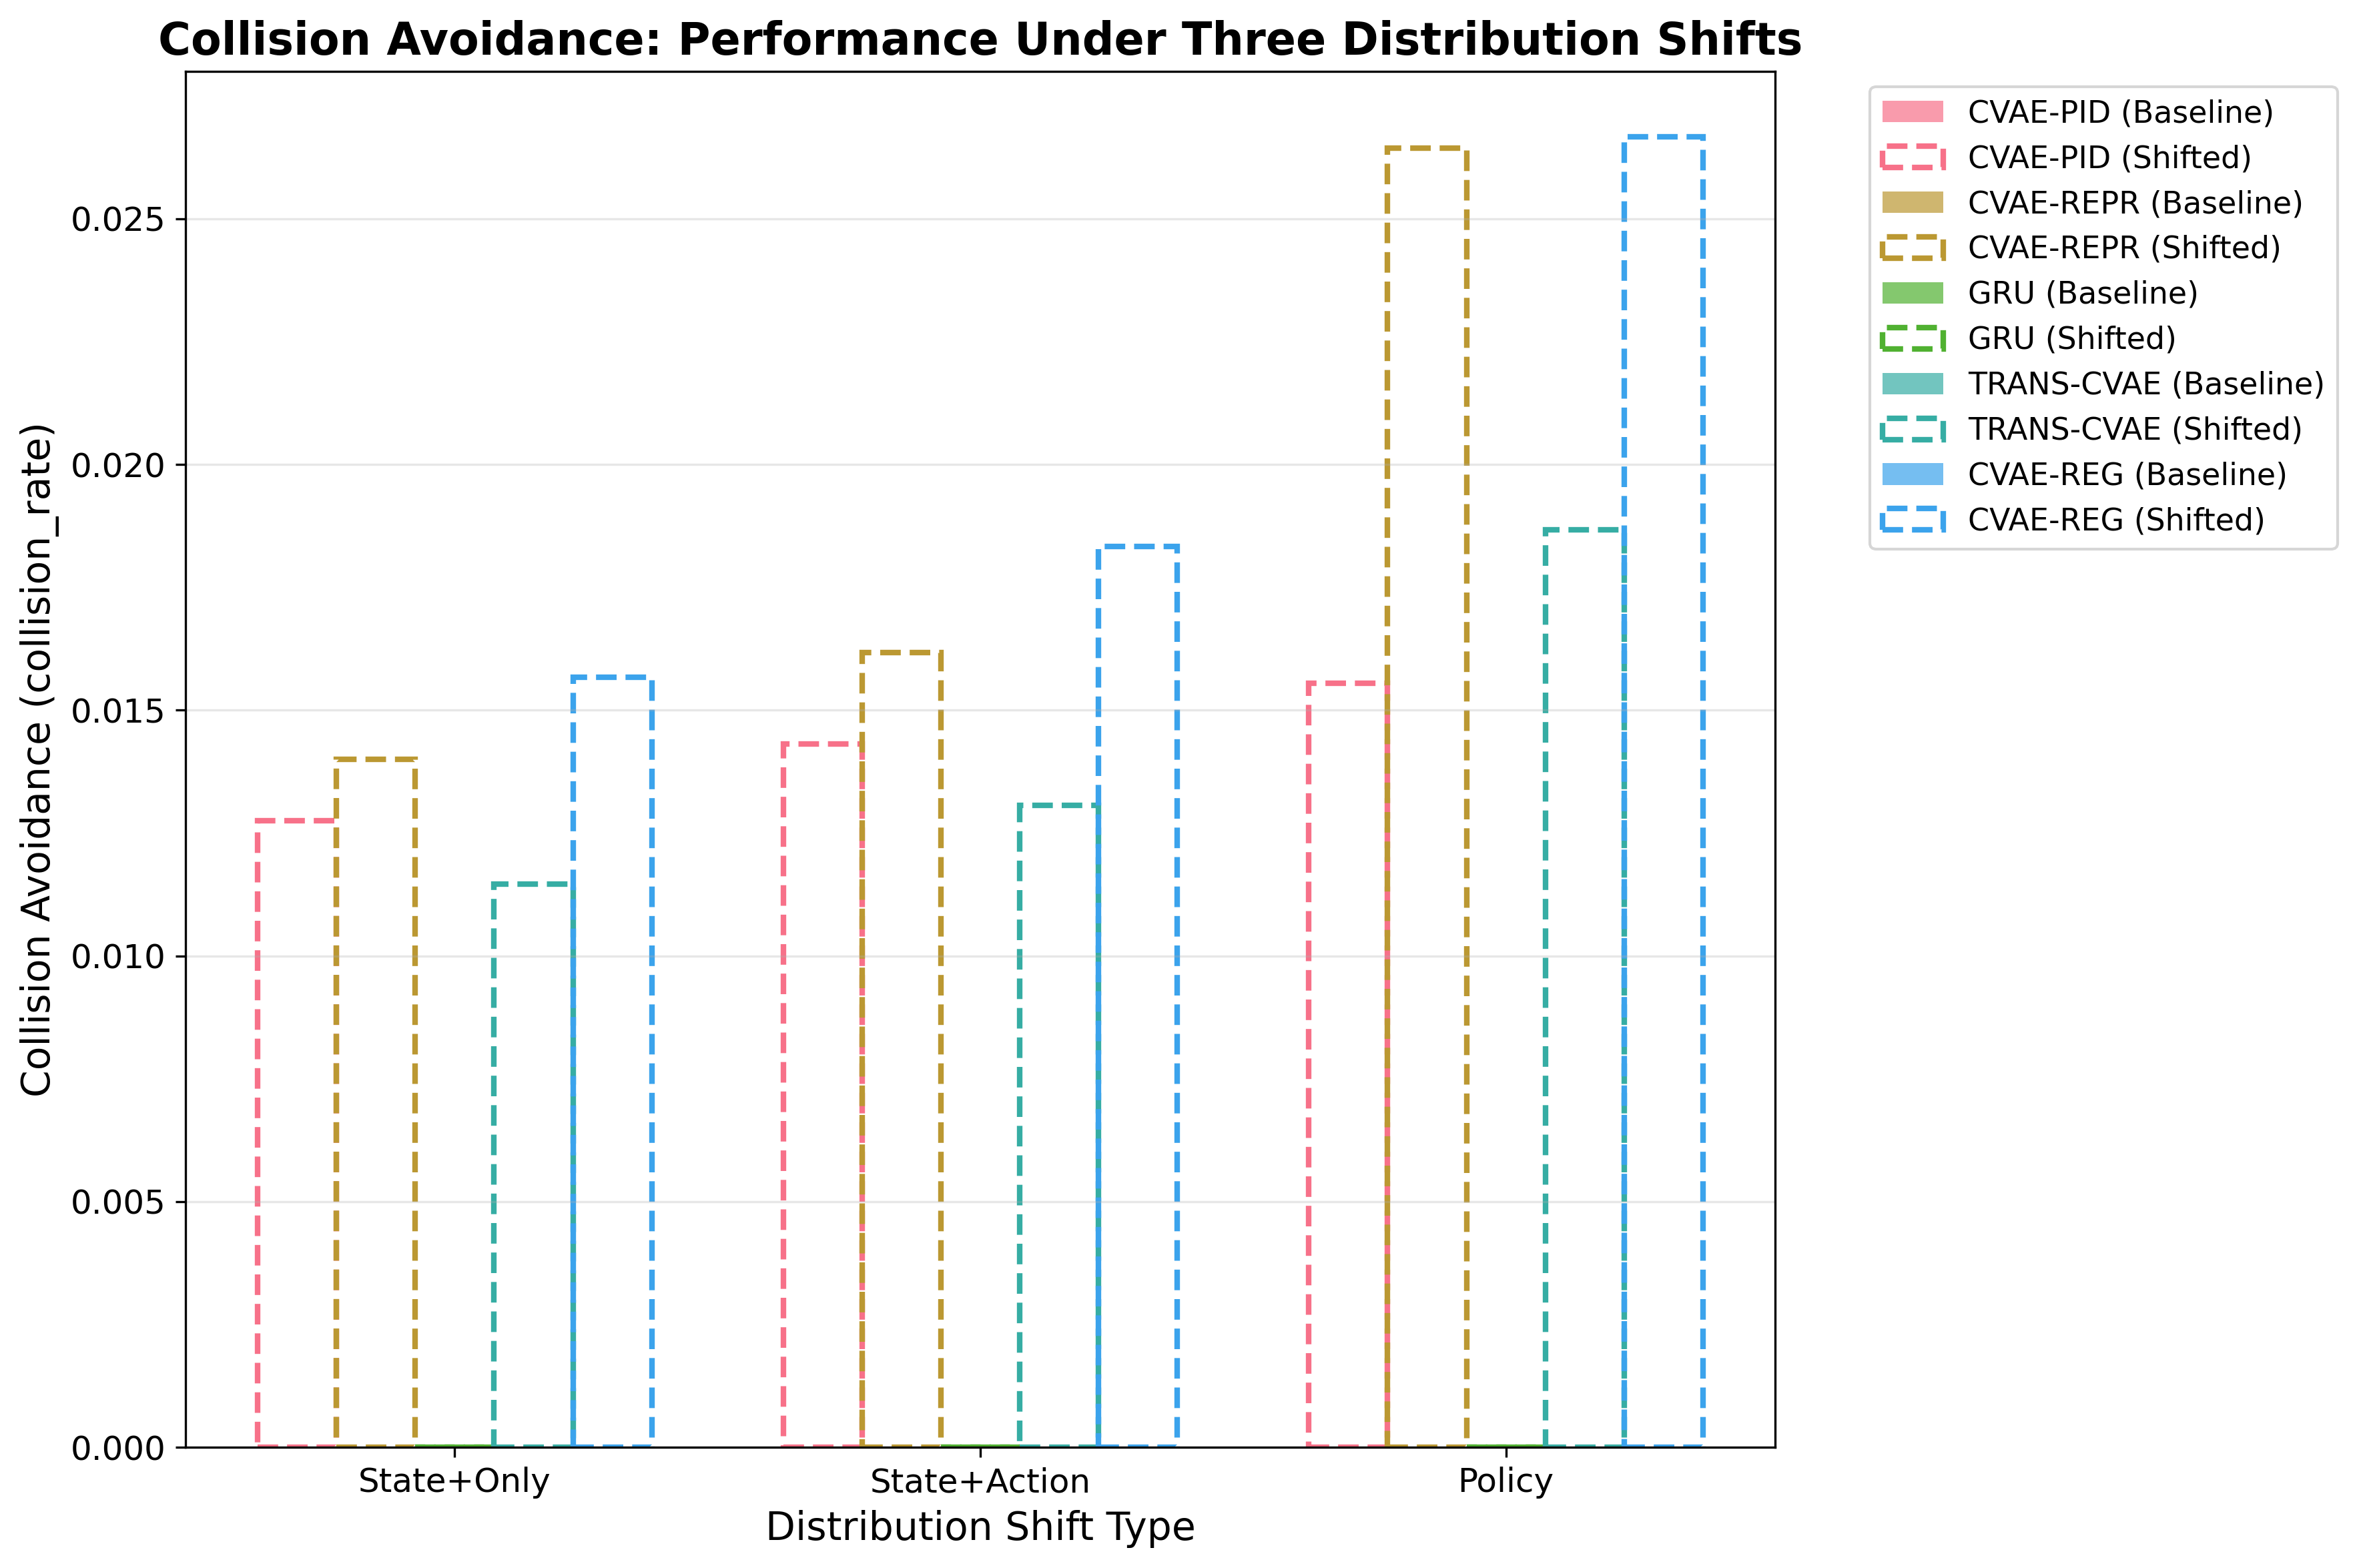 Collision Avoidance: Performance Under Three Distribution Shifts
Collision Avoidance (collision_rate)
0.025
0.020
0.015
0.010
0.005
0.000
State+Only
State+Action
Policy
Distribution Shift Type
CVAE-PID (Baseline)
CVAE-PID (Shifted)
CVAE-REPR (Baseline)
CVAE-REPR (Shifted)
GRU (Baseline)
GRU (Shifted)
TRANS-CVAE (Baseline)
TRANS-CVAE (Shifted)
CVAE-REG (Baseline)
CVAE-REG (Shifted)